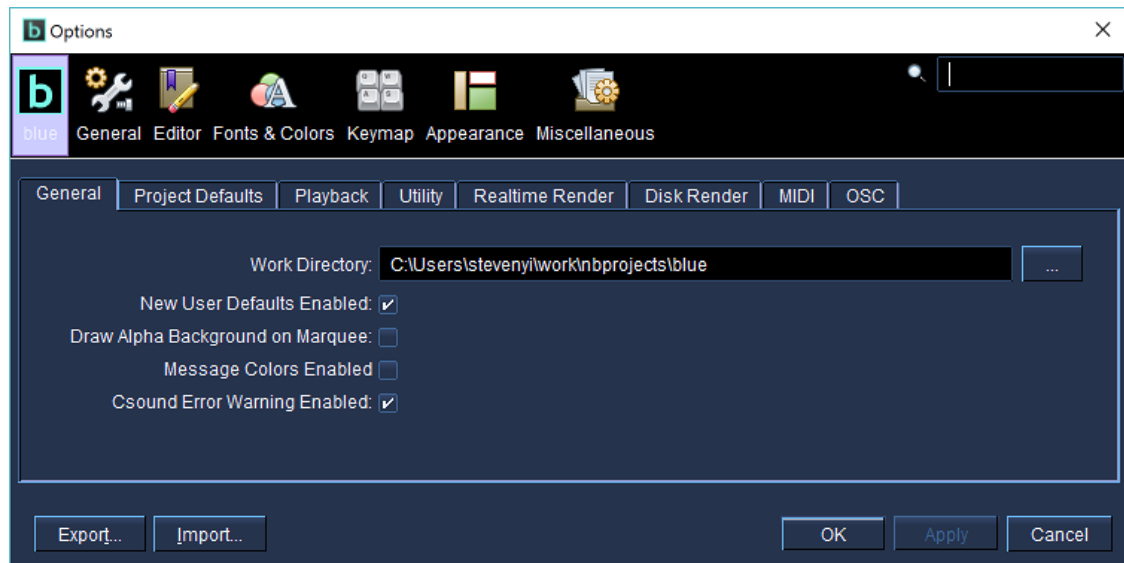 b Options
b
blue General Editor Fonts & Colors Keymap Appearance Miscellaneous
General Project Defaults Playback Utility Realtime Render Disk Render MIDI OSC
Work Directory: C:\Users\stevenyi\work\nbprojects\blue ...
New User Defaults Enabled:
Draw Alpha Background on Marquee:
Message Colors Enabled
Csound Error Warning Enabled:
Export... Import... OK Apply Cancel